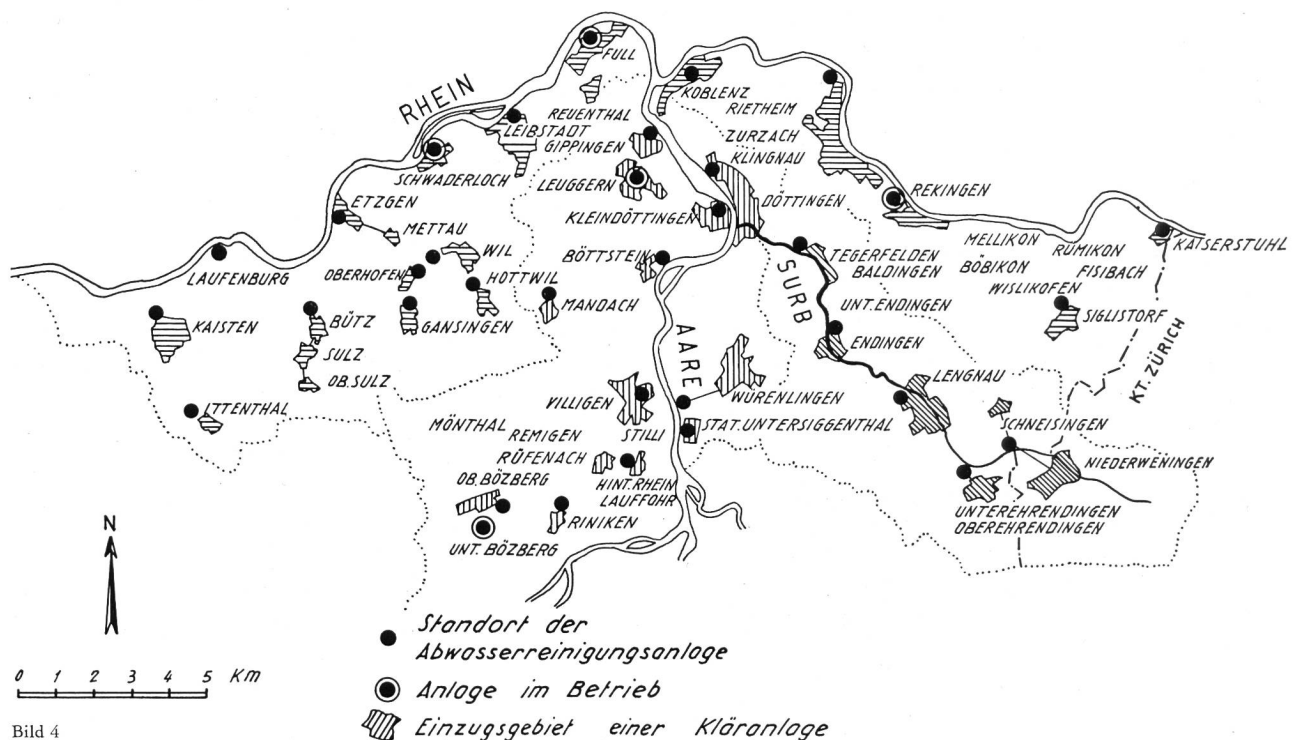 FULL
RHEIN
KOBLENZ
REUENTHAL
RIETHEIM
LEIBSTADT
GIPPINGEN
ZURZACH
KLINGNAU
SCHWADERLOCH
LEUGGERN
DÖTTINGEN
REKINGEN
ETZGEN
KLEINDÖTTINGEN
METTAU
MELLIKON
RÜMIKON
KAISERSTUHL
WIL
BÖTTSTEIN
TEGERFELDEN
BALDINGEN
BÖBIKON
FISIBACH
LAUFENBURG
OBERHOFEN
HOTTWIL
SURB
WISLIKOFEN
MANDACH
UNT.ENDINGEN
SIGLISTORF
KAISTEN
BÜTZ
GANSINGEN
AARE
ENDINGEN
KT. ZÜRICH
SULZ
OB.SULZ
LENGNAU
WÜRENLINGEN
VILLIGEN
ITTENTHAL
MÖNTHAL
REMIGEN
STILLI
STAT.UNTERSIGGENTHAL
SCHNEISINGEN
RÜFENACH
NIEDERWENINGEN
OB.BÖZBERG
HINT.RHEIN
LAUFFOHR
UNTEREHRENDINGEN
OBEREHRENDINGEN
RINIKEN
UNT.BÖZBERG
N
Standort der
Abwasserreinigungsanlage
0 1 2 3 4 5 Km
Anlage im Betrieb
Einzugsgebiet einer Kläranlage
Bild 4